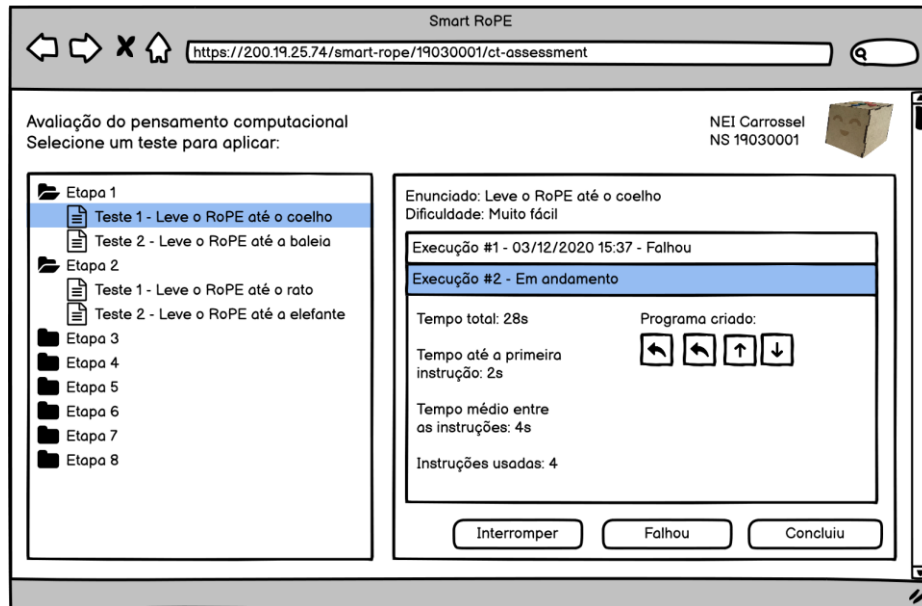 Smart RoPE
https://200.19.25.74/smart-rope/19030001/ct-assessment
Avaliação do pensamento computacional
Selecione um teste para aplicar:
NEI Carrossel
NS 19030001
Etapa 1
Teste 1 - Leve o RoPE até o coelho
Teste 2 - Leve o RoPE até a baleia
Etapa 2
Teste 1 - Leve o RoPE até o rato
Teste 2 - Leve o RoPE até a elefante
Etapa 3
Etapa 4
Etapa 5
Etapa 6
Etapa 7
Etapa 8
Enunciado: Leve o RoPE até o coelho
Dificuldade: Muito fácil
Execução #1 - 03/12/2020 15:37 - Falhou
Execução #2 - Em andamento
Tempo total: 28s
Tempo até a primeira
instrução: 2s
Tempo médio entre
as instruções: 4s
Instruções usadas: 4
Programa criado:
Interromper
Falhou
Concluiu